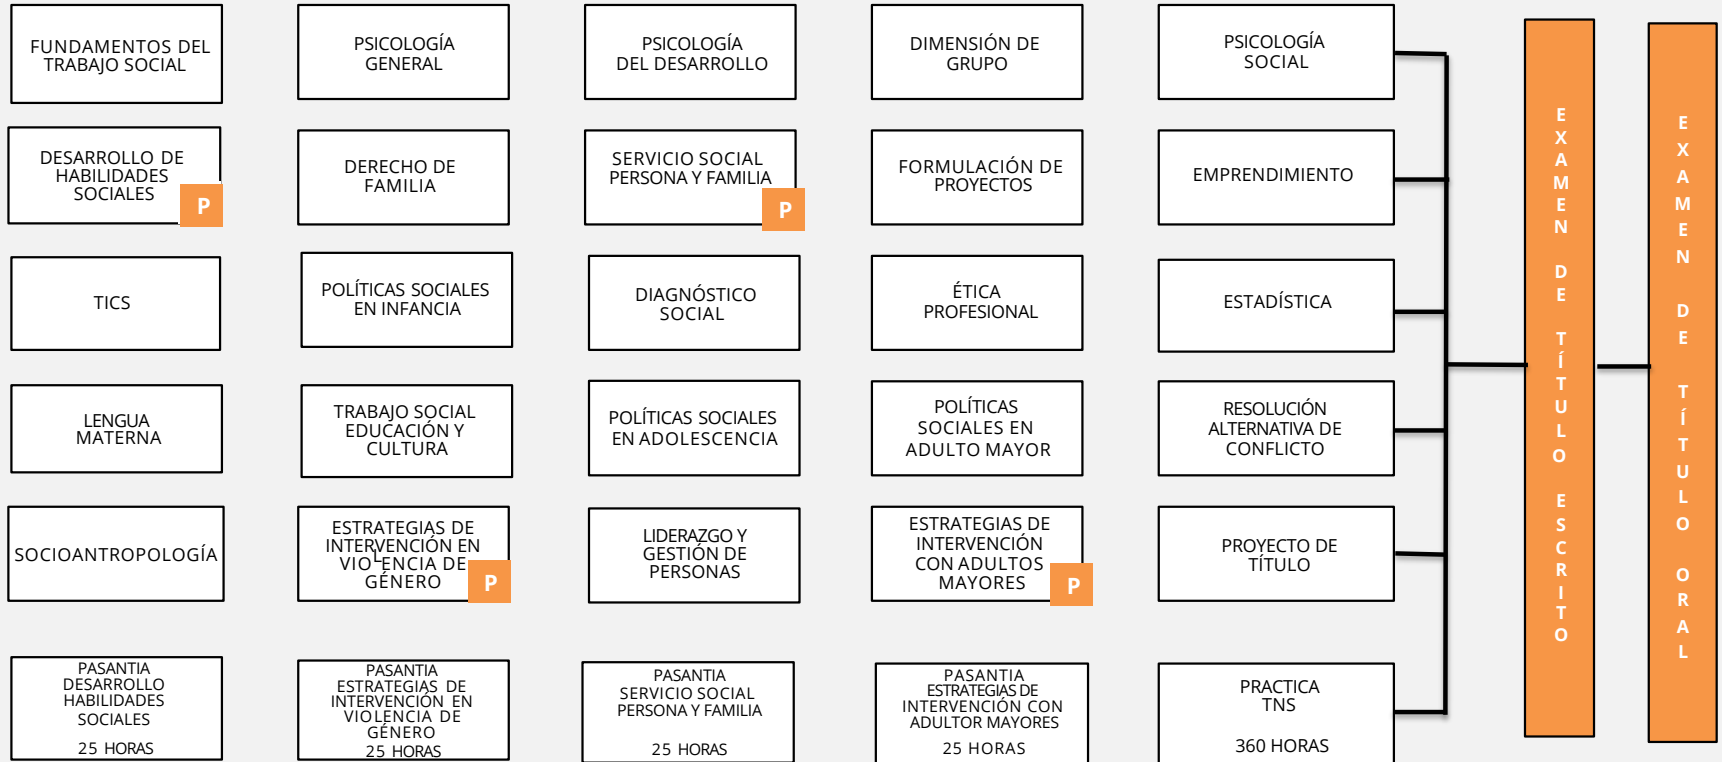 FUNDAMENTOS DEL
TRABAJO SOCIAL
PSICOLOGÍA
GENERAL
PSICOLOGÍA
DEL DESARROLLO
DIMENSIÓN DE
GRUPO
PSICOLOGÍA
SOCIAL
DESARROLLO DE
HABILIDADES
SOCIALES
P
DERECHO DE
FAMILIA
SERVICIO SOCIAL
PERSONA Y FAMILIA
P
FORMULACIÓN DE
PROYECTOS
EMPRENDIMIENTO
TICS
POLÍTICAS SOCIALES
EN INFANCIA
DIAGNÓSTICO
SOCIAL
ÉTICA
PROFESIONAL
ESTADÍSTICA
LENGUA
MATERNA
TRABAJO SOCIAL
EDUCACIÓN Y
CULTURA
POLÍTICAS SOCIALES
EN ADOLESCENCIA
POLÍTICAS
SOCIALES EN
ADULTO MAYOR
RESOLUCIÓN
ALTERNATIVA DE
CONFLICTO
SOCIOANTROPOLOGÍA
ESTRATEGIAS DE
INTERVENCIÓN EN
VIOLENCIA DE
GÉNERO
P
LIDERAZGO Y
GESTIÓN DE
PERSONAS
ESTRATEGIAS DE
INTERVENCIÓN
CON ADULTOS
MAYORES
P
PROYECTO DE
TÍTULO
PASANTIA
DESARROLLO
HABILIDADES
SOCIALES
25 HORAS
PASANTIA
ESTRATEGIAS DE
INTERVENCIÓN EN
VIOLENCIA DE
GÉNERO
25 HORAS
PASANTIA
SERVICIO SOCIAL
PERSONA Y FAMILIA
25 HORAS
PASANTIA
ESTRATEGIAS DE
INTERVENCIÓN CON
ADULTOR MAYORES
25 HORAS
PRACTICA
TNS
360 HORAS
EXAMEN DE TÍTULO ESCRITO
EXAMEN DE TÍTULO ORAL